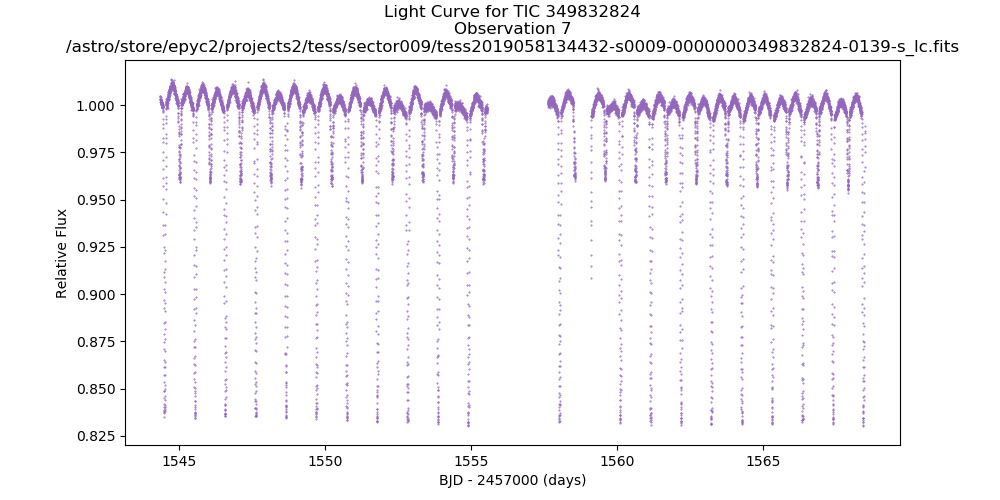 Light Curve for TIC 349832824
Observation 7
/astro/store/epyc2/projects2/tess/sector009/tess2019058134432-s0009-0000000349832824-0139-s_lc.fits
1.000
0.975
0.950
0.925
0.900
0.875
0.850
0.825
Relative Flux
1545
1550
1555
1560
1565
BJD - 2457000 (days)